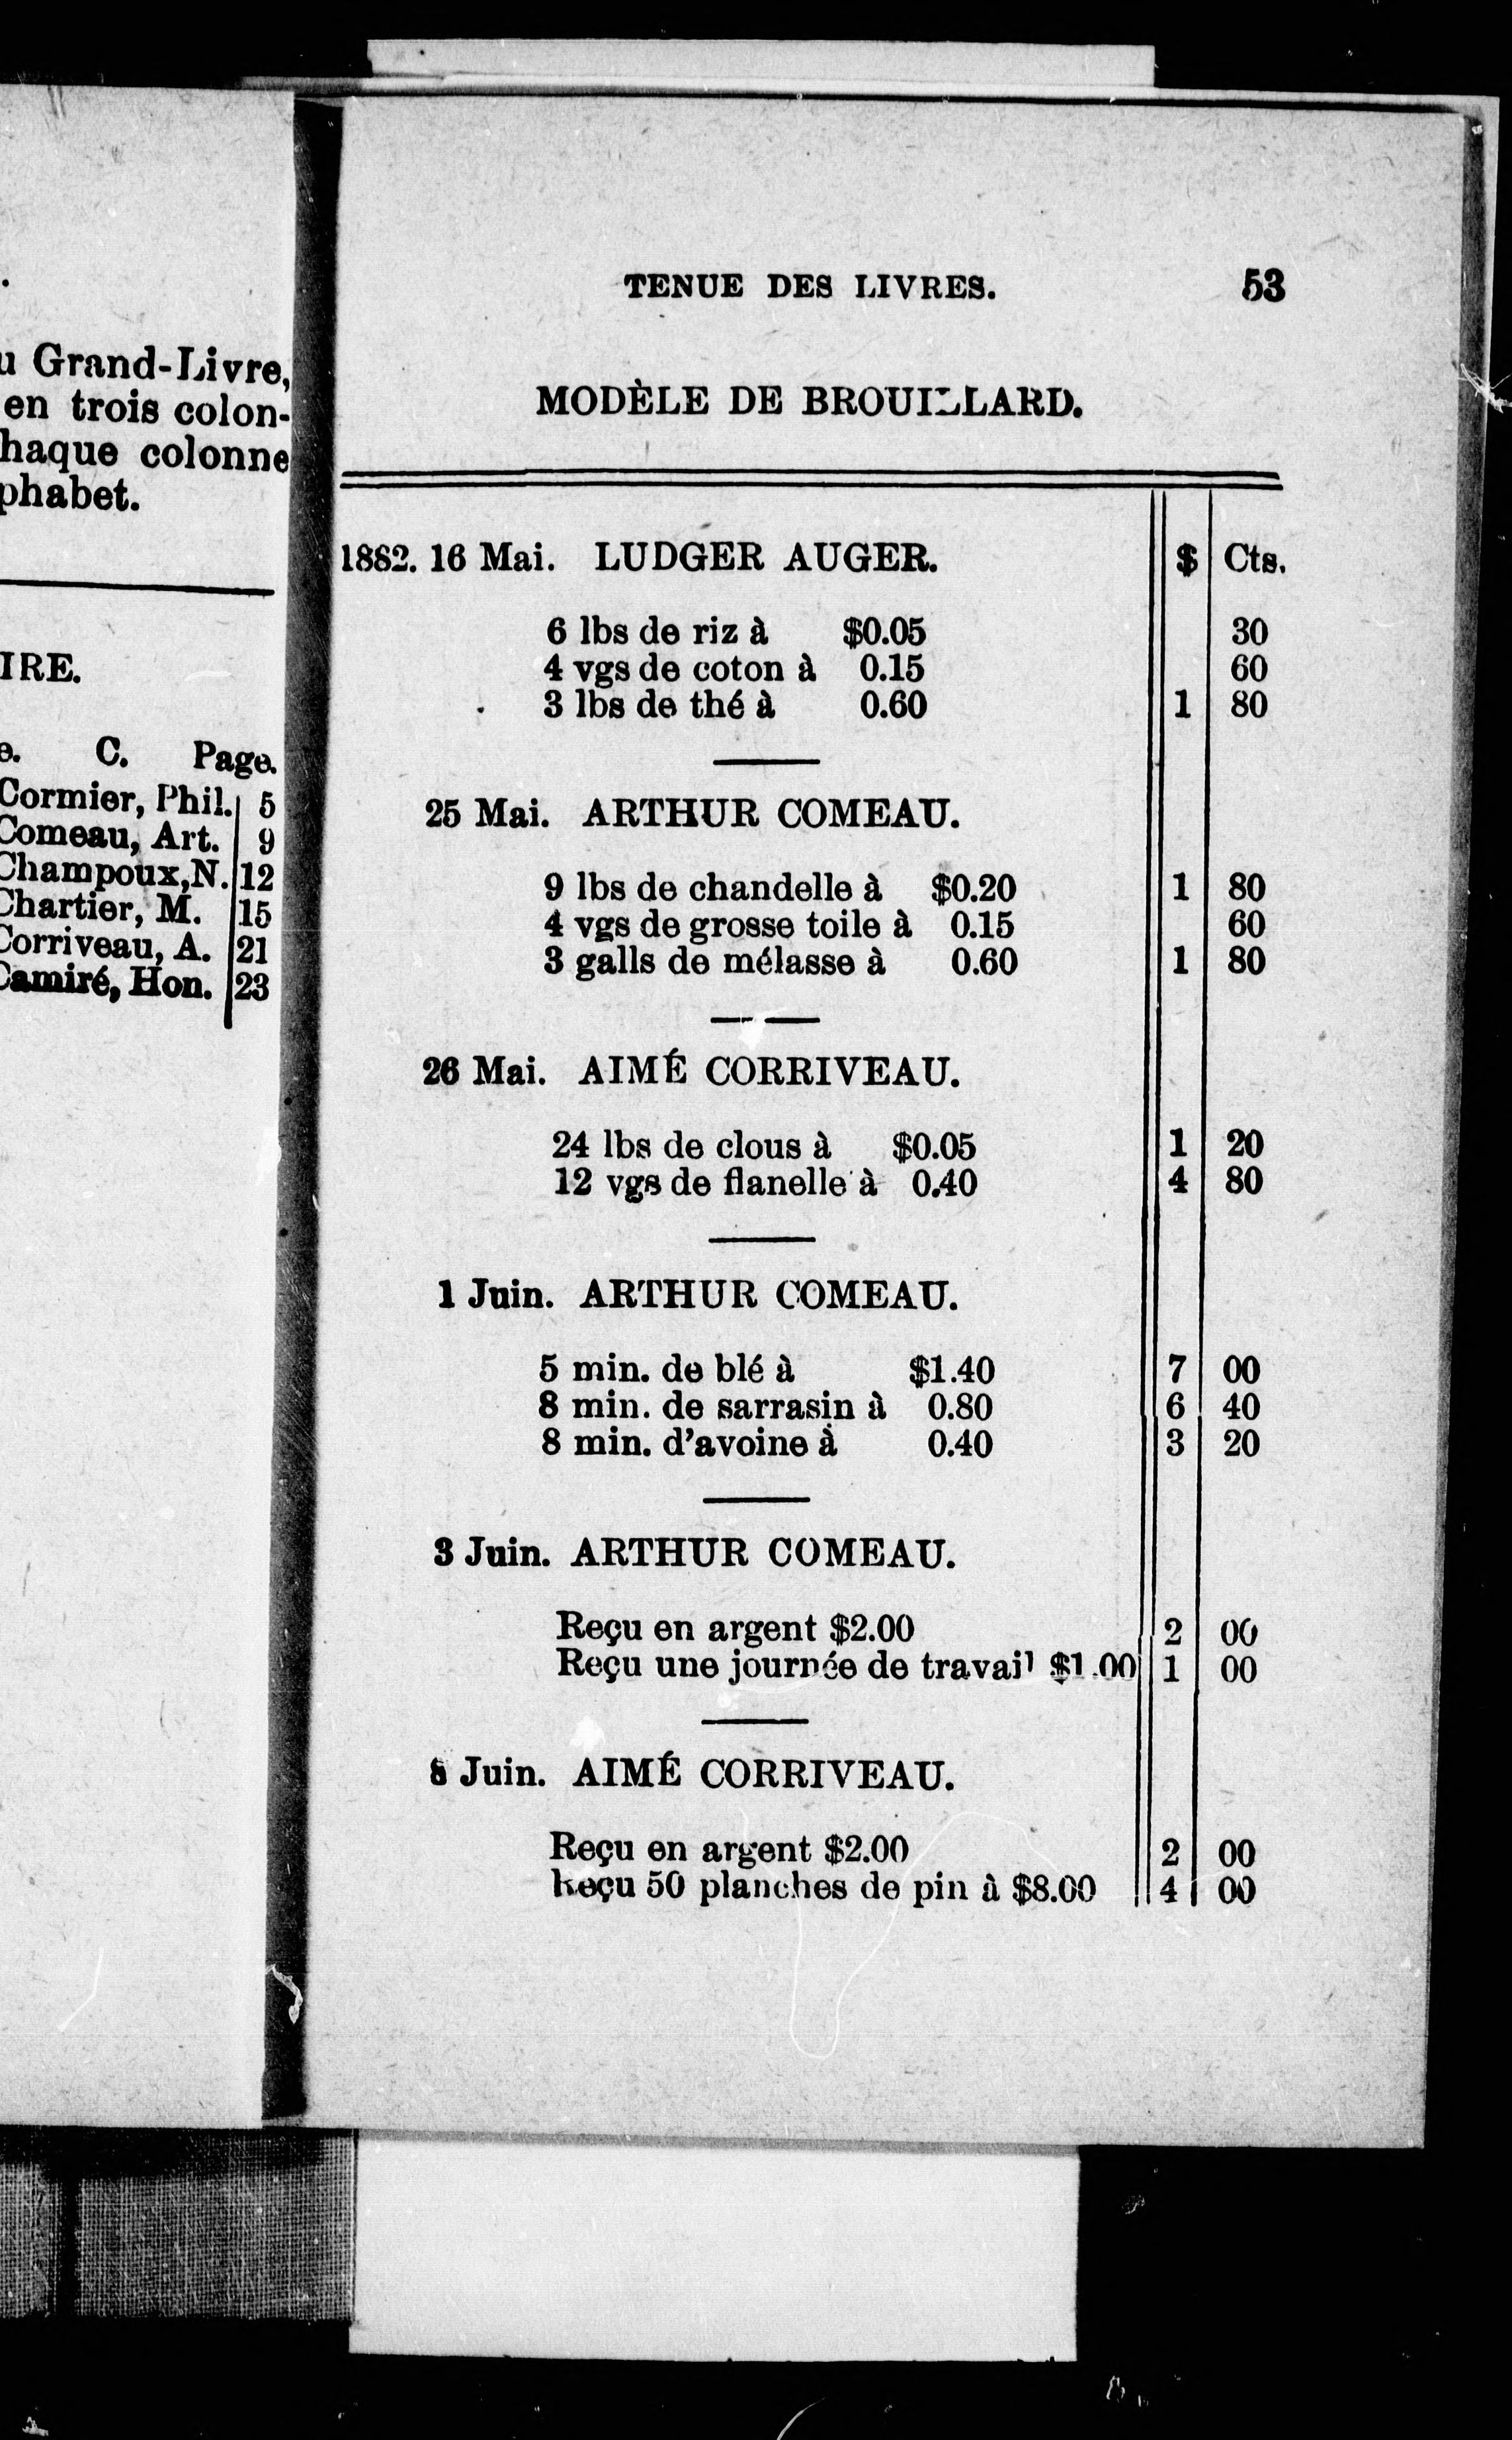 u Grand-Livre,
en trois colon-
haque colonne
phabet.
IRE.
e. C. Page.
Cormier, Phil. 5
Comeau, Art. 9
Champoux,N. 12
Chartier, M. 15
Corriveau, A. 21
Camiré, Hon. 23
TENUE DES LIVRES. 53
MODÈLE DE BROUILLARD.
1882. 16 Mai. LUDGER AUGER. $ Cts.
6 lbs de riz à $0.05 30
4 vgs de coton à 0.15 60
3 lbs de thé à 0.60 1 80
25 Mai. ARTHUR COMEAU.
9 lbs de chandelle à $0.20 1 80
4 vgs de grosse toile à 0.15 60
3 galls de mélasse à 0.60 1 80
26 Mai. AIMÉ CORRIVEAU.
24 lbs de clous à $0.05 1 20
12 vgs de flanelle à 0.40 4 80
1 Juin. ARTHUR COMEAU.
5 min. de blé à $1.40 7 00
8 min. de sarrasin à 0.80 6 40
8 min. d'avoine à 0.40 3 20
3 Juin. ARTHUR COMEAU.
Reçu en argent $2.00 2 00
Reçu une journée de travail $1.00 1 00
Juin. AIMÉ CORRIVEAU.
Reçu en argent $2.00 2 00
Reçu 50 planches de pin à $8.00 4 00